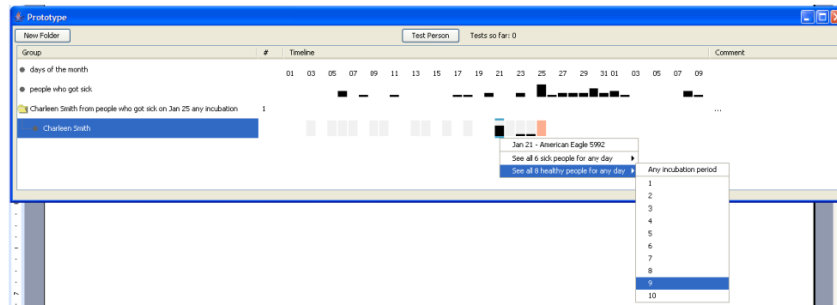 Prototype
New Folder Test Person Tests so far: 0
Group # Timeline Comment
days of the month 01 03 05 07 09 11 13 15 17 19 21 23 25 27 29 31 01 03 05 07 09
people who got sick
Charleen Smith from people who got sick on Jan 25 any incubation 1 ...
Charleen Smith
Jan 21 - American Eagle 5992
See all 6 sick people for any day
See all 8 healthy people for any day
Any incubation period
1
2
3
4
5
6
7
8
9
10